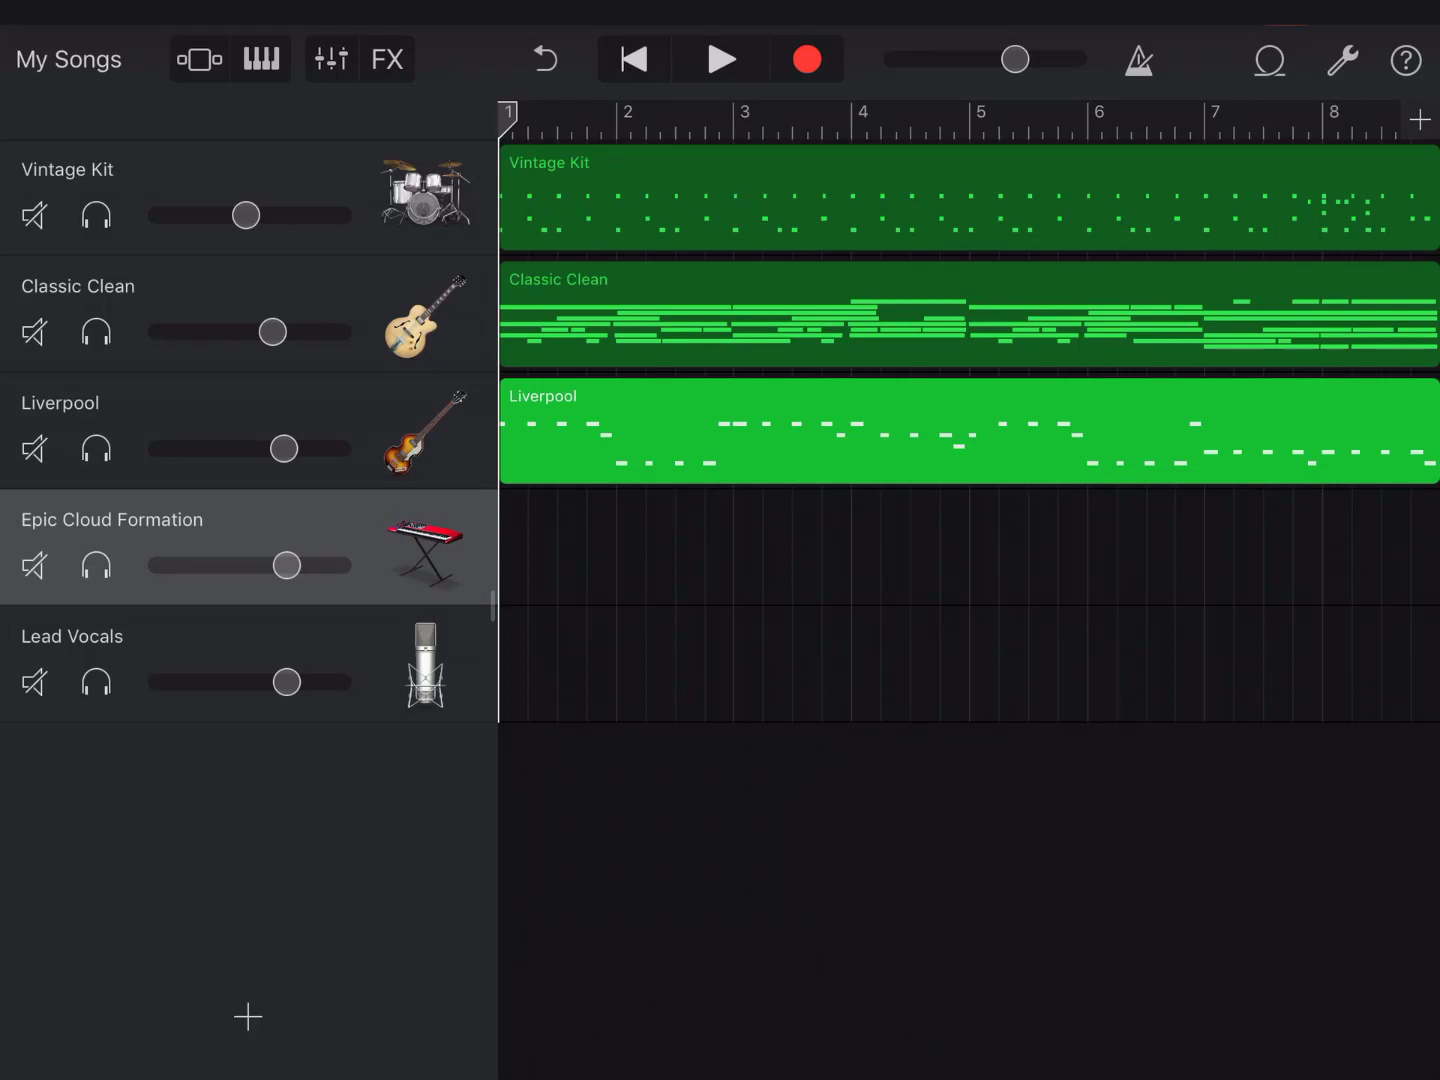 My Songs
FX
1 2 3 4 5 6 7 8
Vintage Kit
Vintage Kit
Classic Clean
Classic Clean
Liverpool
Liverpool
Epic Cloud Formation
Lead Vocals